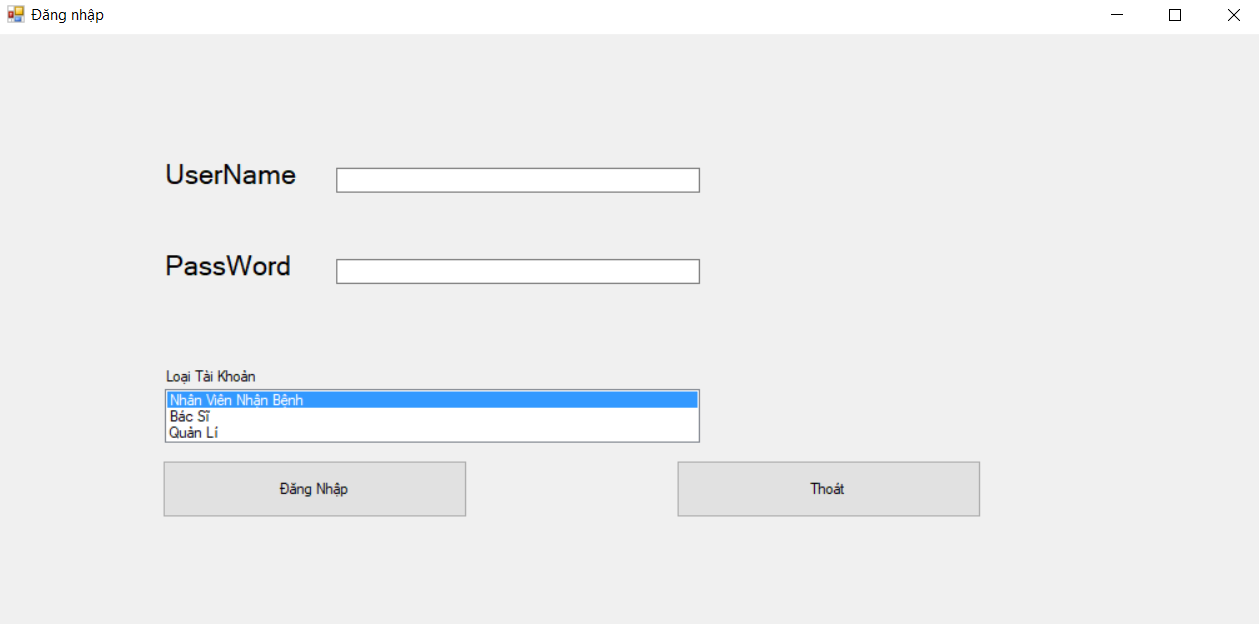 Đăng nhập
UserName
PassWord
Loại Tài Khoản
Nhân Viên Nhận Bệnh
Bác Sĩ
Quản Lí
Đăng Nhập
Thoát